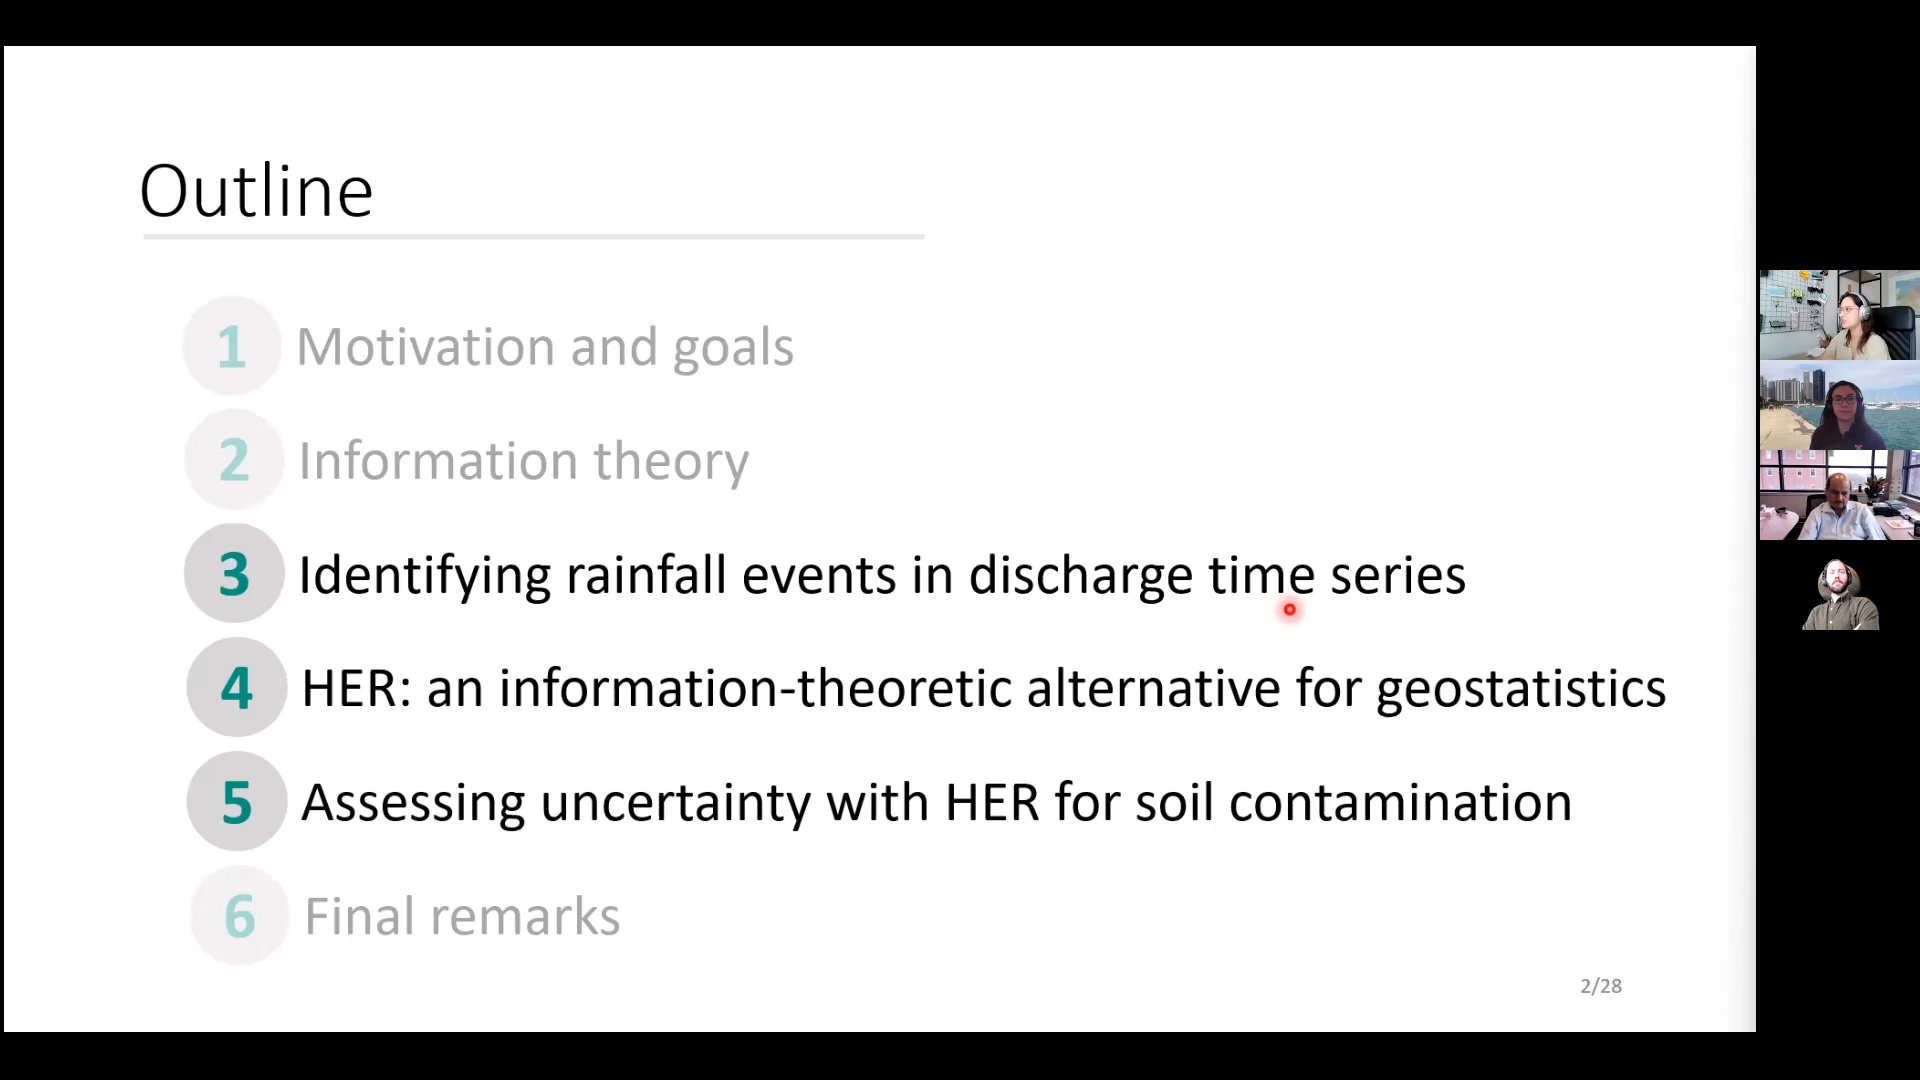 Outline
1 Motivation and goals
2 Information theory
3 Identifying rainfall events in discharge time series
4 HER: an information-theoretic alternative for geostatistics
5 Assessing uncertainty with HER for soil contamination
6 Final remarks
2/28